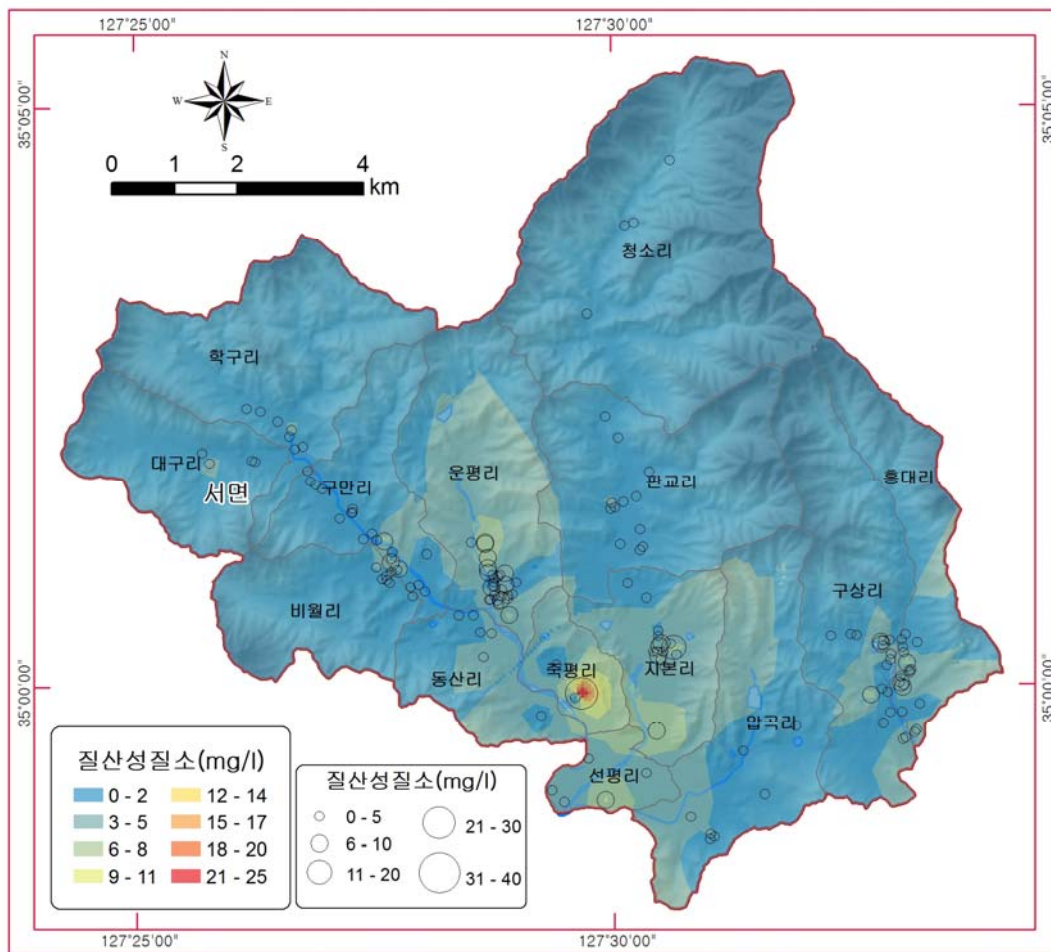 127°25'00" 127°30'00"
35°05'00" 35°05'00"
N
W E
S
0 1 2 4
km
청소리
학구리
대구리
서면
구만리
운평리
판교리
흥대리
비월리
구상리
동산리
죽평리
지본리
압곡리
선평리
35°00'00" 35°00'00"
질산성질소(mg/l)
0 - 2 12 - 14
3 - 5 15 - 17
6 - 8 18 - 20
9 - 11 21 - 25
질산성질소(mg/l)
0 - 5 21 - 30
6 - 10
11 - 20 31 - 40
127°25'00" 127°30'00"